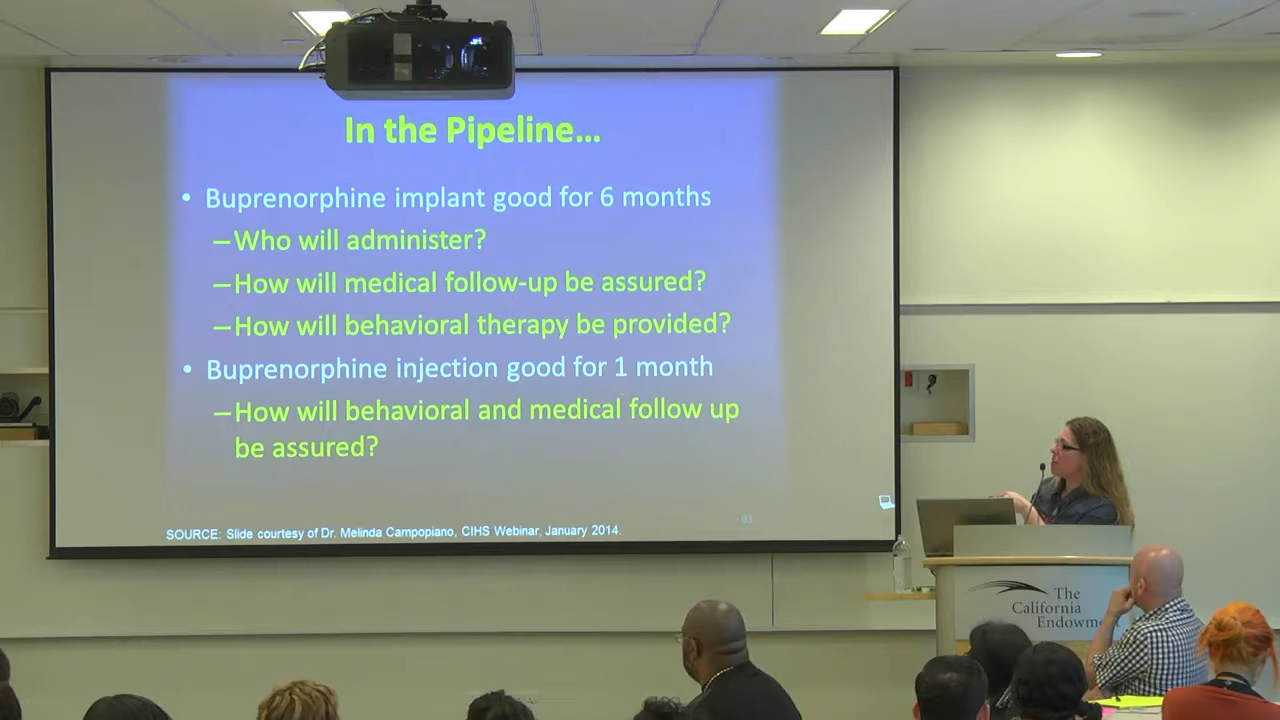 In the Pipeline...
• Buprenorphine implant good for 6 months
–Who will administer?
–How will medical follow-up be assured?
–How will behavioral therapy be provided?
• Buprenorphine injection good for 1 month
–How will behavioral and medical follow up
be assured?
SOURCE: Slide courtesy of Dr. Melinda Campopiano, CIHS Webinar, January 2014.
93
The
California
Endowm